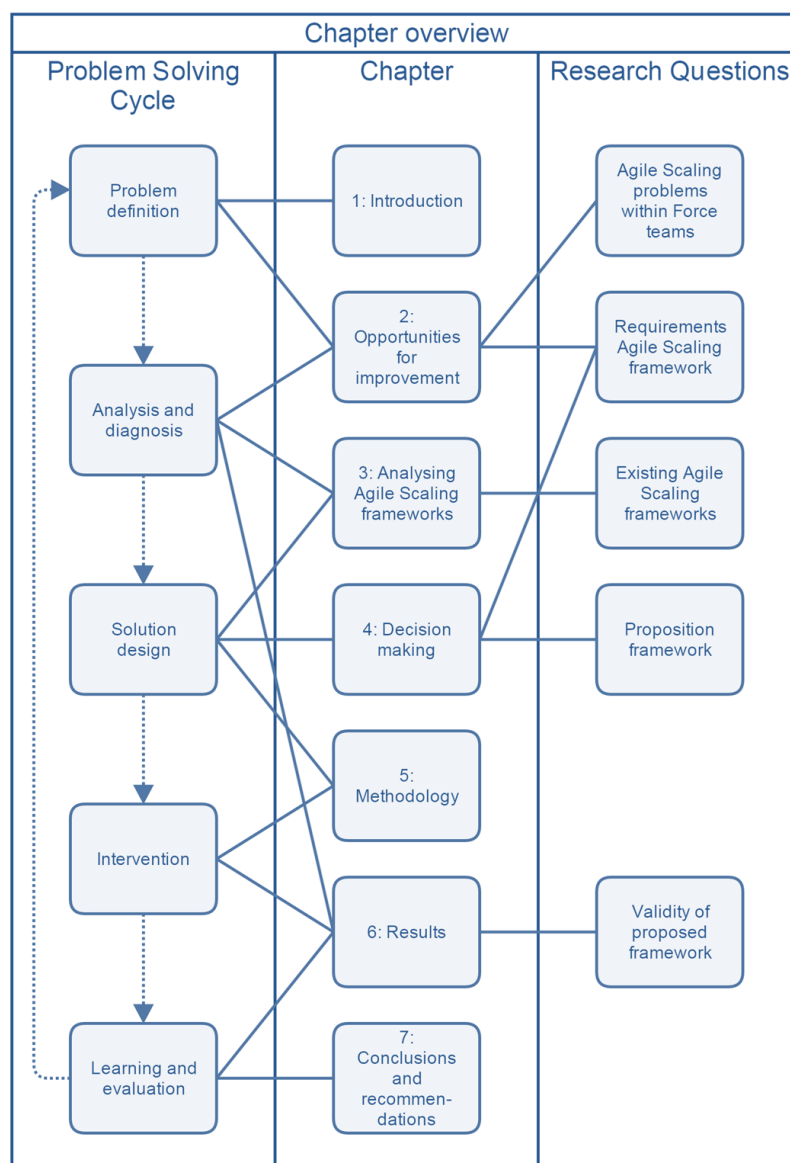 Chapter overview
Problem Solving
Cycle
Chapter
Research Questions
Problem
definition
1: Introduction
Agile Scaling
problems
within Force
teams
2:
Opportunities
for
improvement
Requirements
Agile Scaling
framework
Analysis and
diagnosis
3: Analysing
Agile Scaling
frameworks
Existing Agile
Scaling
frameworks
Solution
design
4: Decision
making
Proposition
framework
5:
Methodology
Intervention
6: Results
Validity of
proposed
framework
Learning and
evaluation
7:
Conclusions
and
recommen-
dations